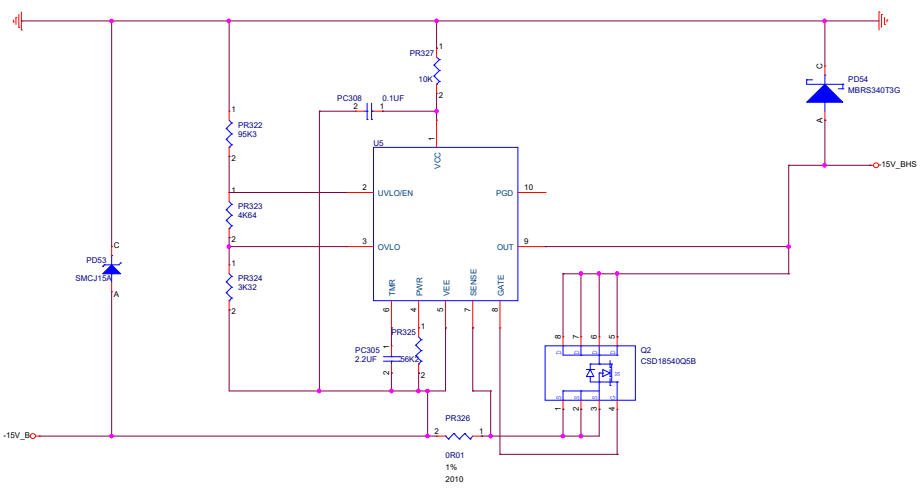 1
PR327
10K
2
C
PD54
MBRS340T3G
A
PC308
0.1UF
2
1
1
PR322
95K3
2
U5
1
VCC
-15V_BHS
1
PR323
4K64
2
2
UVLO/EN
PGD
10
3
OVLO
OUT
9
C
PD53
SMCJ15A
A
1
PR324
3K32
2
TMR
PWR
VEE
SENSE
GATE
6
4
5
7
8
1
PR325
56K2
2
1
PC305
2.2UF
2
8
7
6
5
D
D
D
D
Q2
CSD18540Q5B
S
S
S
G
1
2
3
4
-15V_B
PR326
2
1
0R01
1%
2010